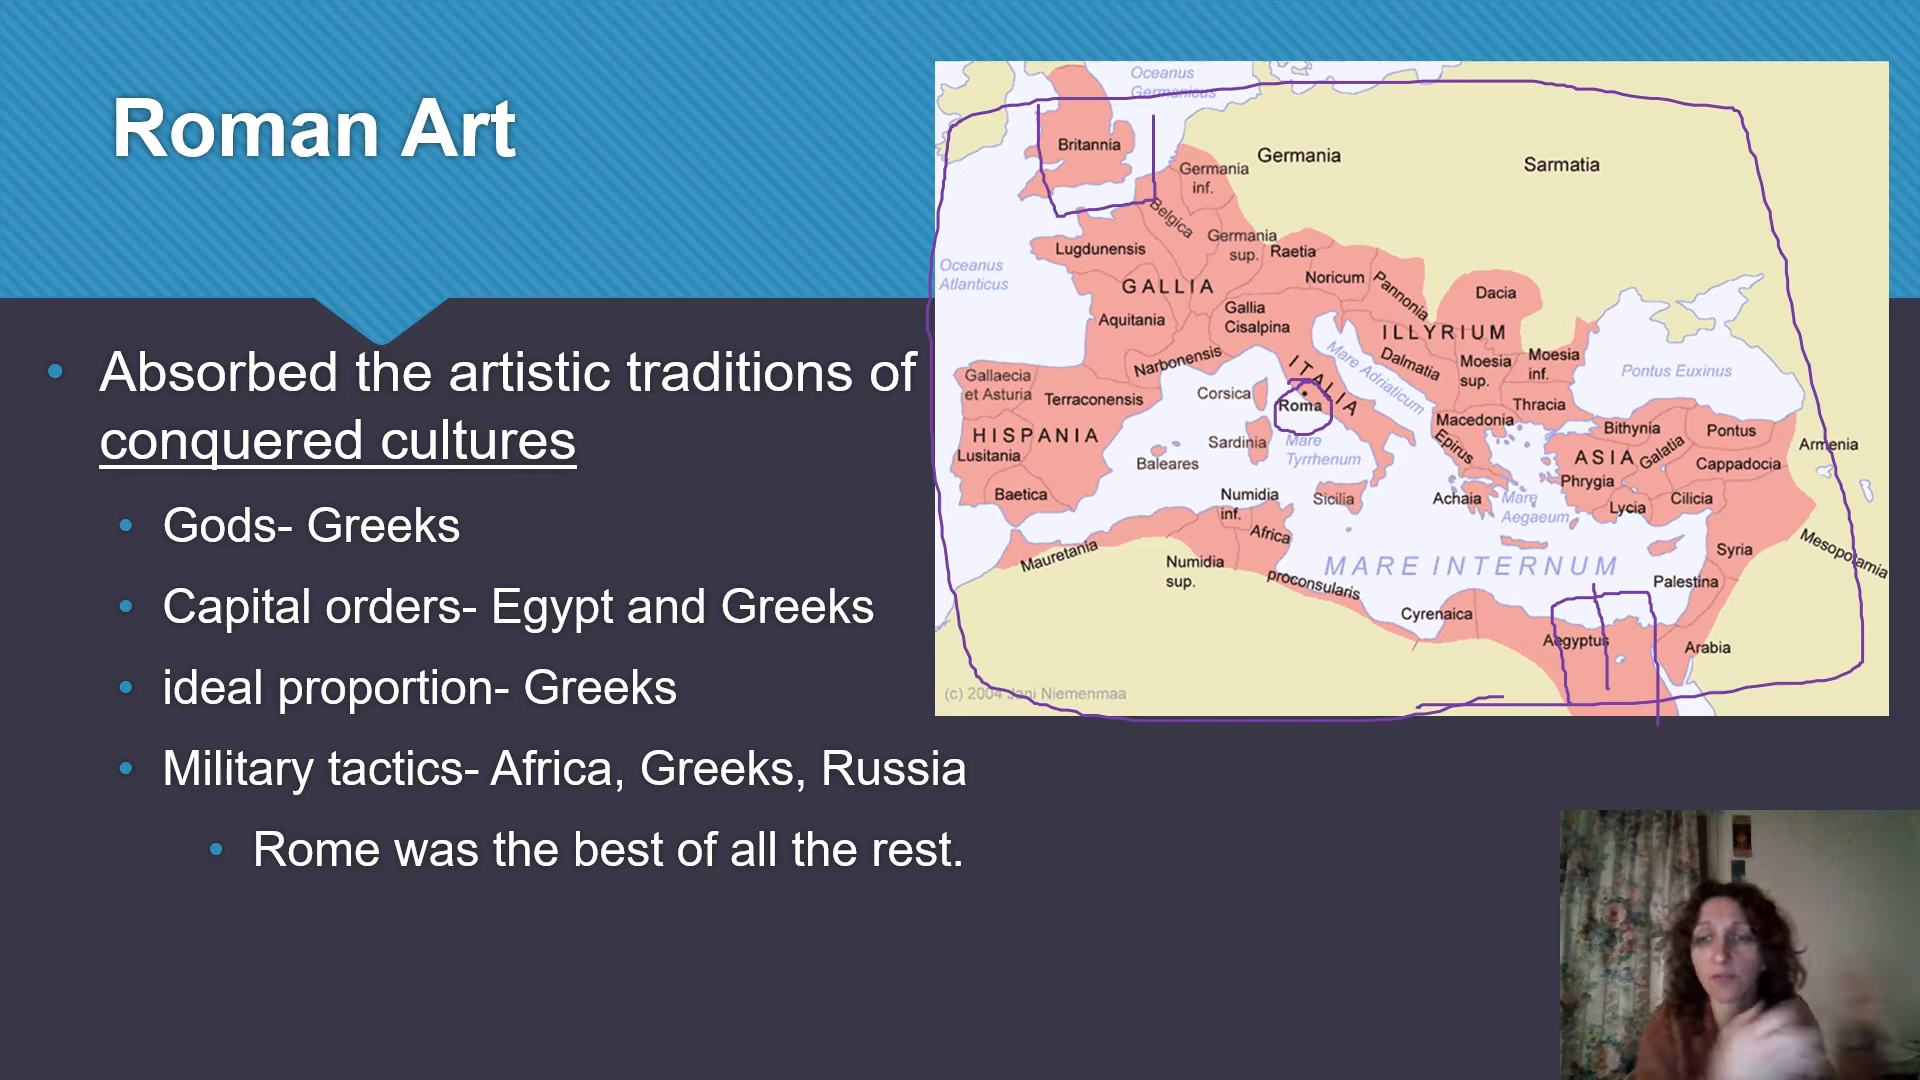 Roman Art
Absorbed the artistic traditions of
conquered cultures
Gods- Greeks
Capital orders- Egypt and Greeks
ideal proportion- Greeks
Military tactics- Africa, Greeks, Russia
Rome was the best of all the rest.
Oceanus
Germanicus
Britannia
Germania
Sarmatia
Germania
inf.
Belgica
Lugdunensis
Germania
sup.
Raetia
Oceanus
Atlanticus
GALLIA
Noricum
Pannonia
Dacia
Gallia
Cisalpina
Aquitania
ILLYRIUM
Narbonensis
ITALIA
Mare Adriaticum
Dalmatia
Moesia
sup.
Moesia
inf.
Pontus Euxinus
Gallaecia
et Asturia
Terraconensis
Corsica
Roma
Thracia
Macedonia
HISPANIA
Lusitania
Sardinia
Mare
Tyrrhenum
Epirus
Bithynia
Pontus
Galatia
Armenia
Baleares
ASIA
Cappadocia
Phrygia
Baetica
Numidia
inf.
Sicilia
Achaia
Mare
Aegaeum
Lycia
Cilicia
Africa
proconsularis
Mauretania
Numidia
sup.
MARE INTERNUM
Syria
Mesopotamia
Palestina
Cyrenaica
Aegyptus
Arabia
(c) 2004 Jani Niemenmaa